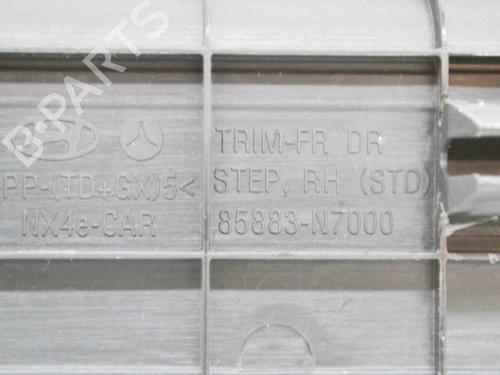 B-PARTS
TRIM-FR DR
PP-(TD+GX)5<
STEP, RH (STD)
NX4e-CAR
85883-N7000